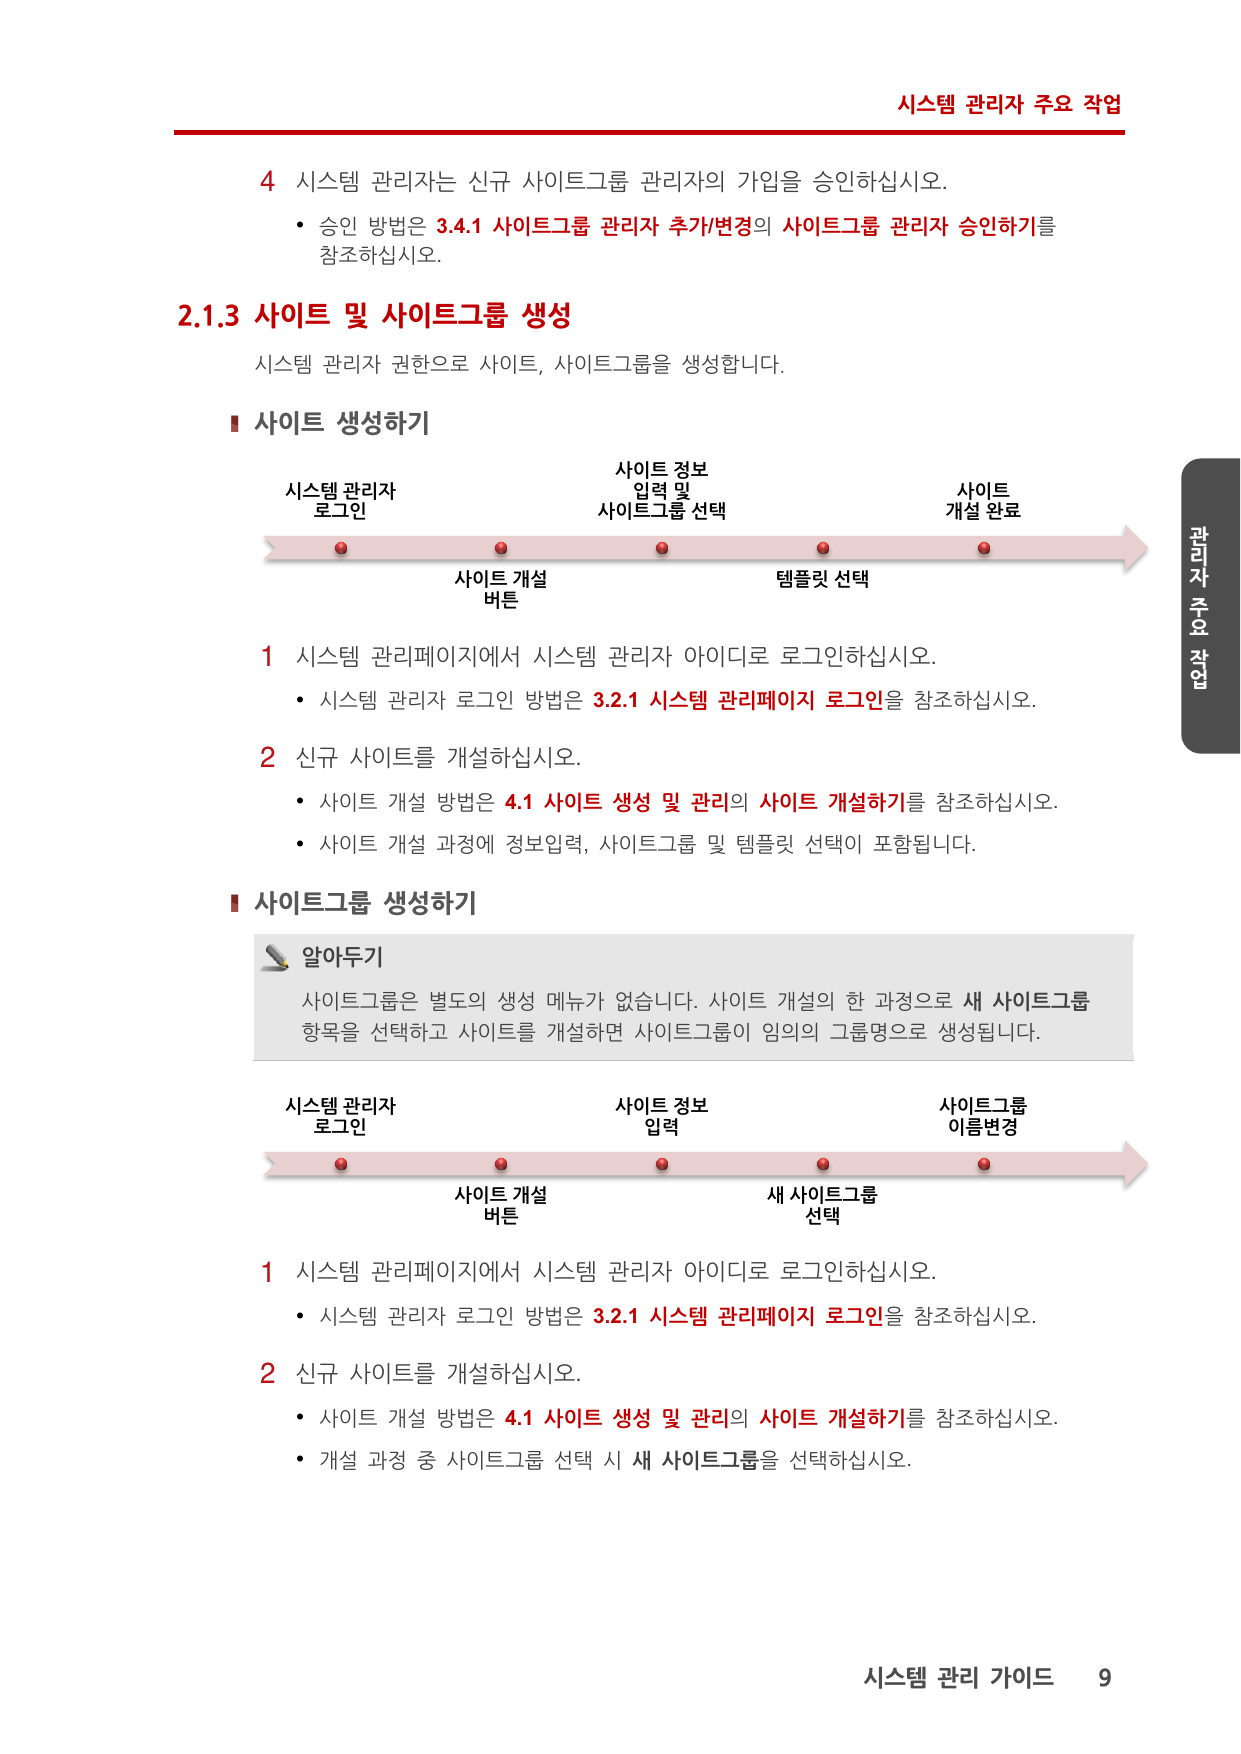 시스템 관리자 주요 작업
4 시스템 관리자는 신규 사이트그룹 관리자의 가입을 승인하십시오.
• 승인 방법은 3.4.1 사이트그룹 관리자 추가/변경의 사이트그룹 관리자 승인하기를
참조하십시오.
2.1.3 사이트 및 사이트그룹 생성
시스템 관리자 권한으로 사이트, 사이트그룹을 생성합니다.
사이트 생성하기
시스템 관리자
로그인
사이트 개설
버튼
사이트 정보
입력 및
사이트그룹 선택
템플릿 선택
사이트
개설 완료
1 시스템 관리페이지에서 시스템 관리자 아이디로 로그인하십시오.
• 시스템 관리자 로그인 방법은 3.2.1 시스템 관리페이지 로그인을 참조하십시오.
2 신규 사이트를 개설하십시오.
• 사이트 개설 방법은 4.1 사이트 생성 및 관리의 사이트 개설하기를 참조하십시오.
• 사이트 개설 과정에 정보입력, 사이트그룹 및 템플릿 선택이 포함됩니다.
사이트그룹 생성하기
알아두기
사이트그룹은 별도의 생성 메뉴가 없습니다. 사이트 개설의 한 과정으로 새 사이트그룹
항목을 선택하고 사이트를 개설하면 사이트그룹이 임의의 그룹명으로 생성됩니다.
시스템 관리자
로그인
사이트 개설
버튼
사이트 정보
입력
새 사이트그룹
선택
사이트그룹
이름변경
1 시스템 관리페이지에서 시스템 관리자 아이디로 로그인하십시오.
• 시스템 관리자 로그인 방법은 3.2.1 시스템 관리페이지 로그인을 참조하십시오.
2 신규 사이트를 개설하십시오.
• 사이트 개설 방법은 4.1 사이트 생성 및 관리의 사이트 개설하기를 참조하십시오.
• 개설 과정 중 사이트그룹 선택 시 새 사이트그룹을 선택하십시오.
관리자 주요 작업
시스템 관리 가이드 9